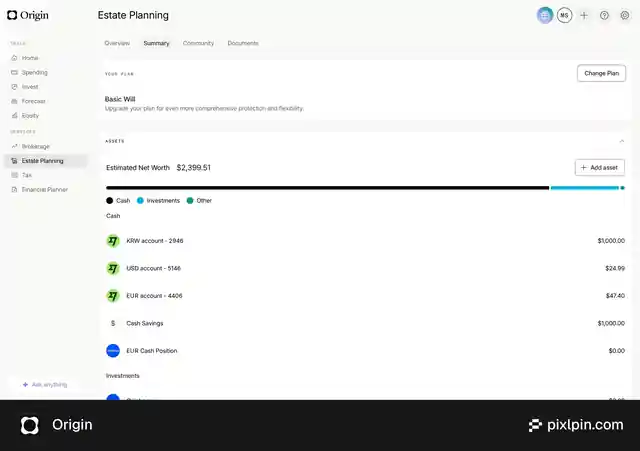 Origin
Estate Planning
MS
TOOLS
Home
Spending
Invest
Forecast
Equity
SERVICES
Brokerage
Estate Planning
Tax
Financial Planner
Ask anything
Overview
Summary
Community
Documents
YOUR PLAN
Change Plan
Basic Will
Upgrade your plan for even more comprehensive protection and flexibility.
ASSETS
Estimated Net Worth $2,399.51
+ Add asset
Cash
Investments
Other
Cash
KRW account - 2946 $1,000.00
USD account - 5146 $24.99
EUR account - 4406 $47.40
$ Cash Savings $1,000.00
EUR Cash Position $0.00
Investments
Origin
pixlpin.com